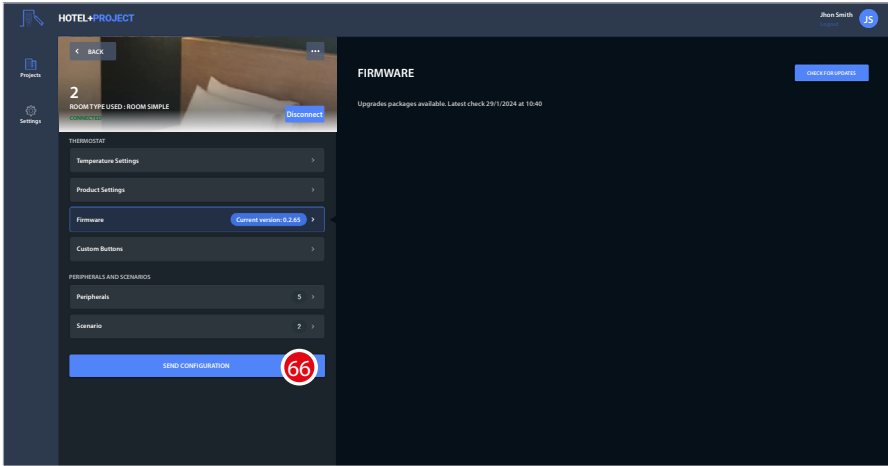 HOTEL+PROJECT
Jhon Smith
Logout
JS
Projects
Settings
BACK
2
ROOM TYPE USED : ROOM SIMPLE
CONNECTED
Disconnect
THERMOSTAT
Temperature Settings
Product Settings
Firmware
Current version: 0.2.65
Custom Buttons
PERIPHERALS AND SCENARIOS
Peripherals
5
Scenario
2
SEND CONFIGURATION
66
FIRMWARE
CHECK FOR UPDATES
Upgrades packages available. Latest check 29/1/2024 at 10:40